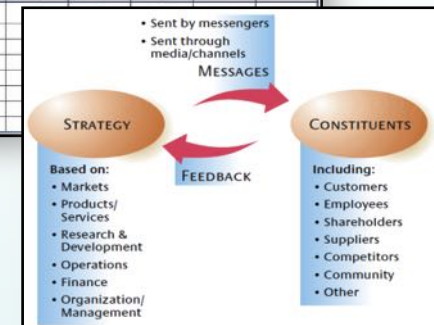 • Sent by messengers
• Sent through
media/channels
MESSAGES
STRATEGY
CONSTITUENTS
FEEDBACK
Based on:
• Markets
• Products/
Services
• Research &
Development
• Operations
• Finance
• Organization/
Management
Including:
• Customers
• Employees
• Shareholders
• Suppliers
• Competitors
• Community
• Other